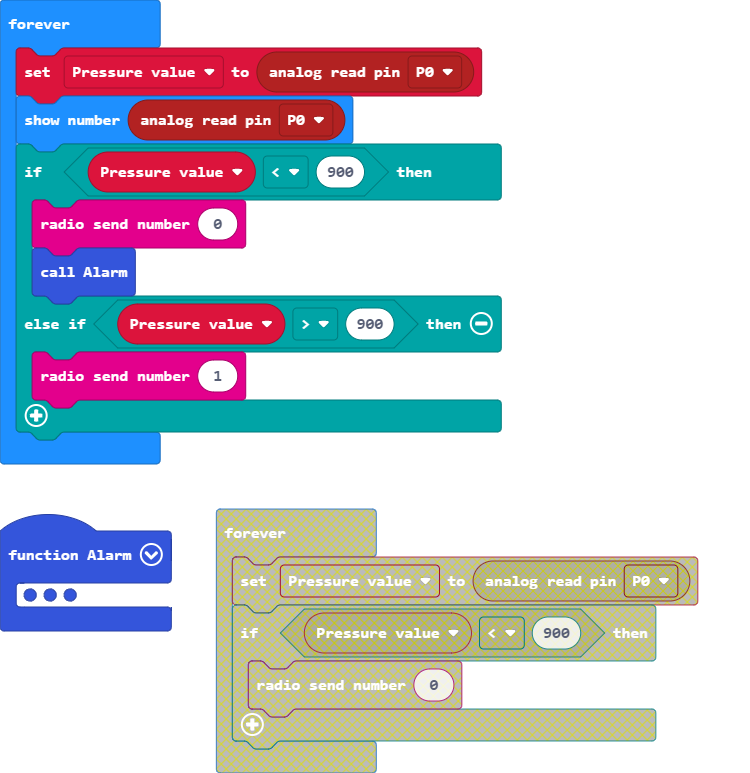 forever
set Pressure value to analog read pin P0
show number analog read pin P0
if Pressure value < 900 then
radio send number 0
call Alarm
else if Pressure value > 900 then
radio send number 1
function Alarm
forever
set Pressure value to analog read pin P0
if Pressure value < 900 then
radio send number 0